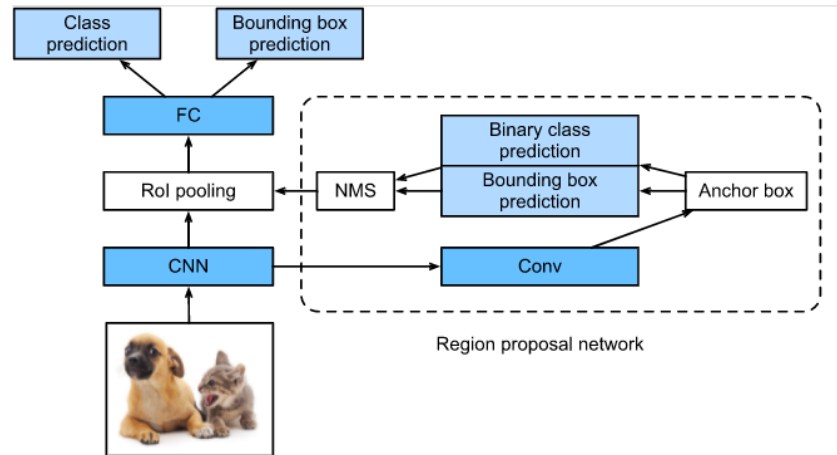 Class
prediction
Bounding box
prediction
FC
Binary class
prediction
RoI pooling
NMS
Bounding box
prediction
Anchor box
CNN
Conv
Region proposal network